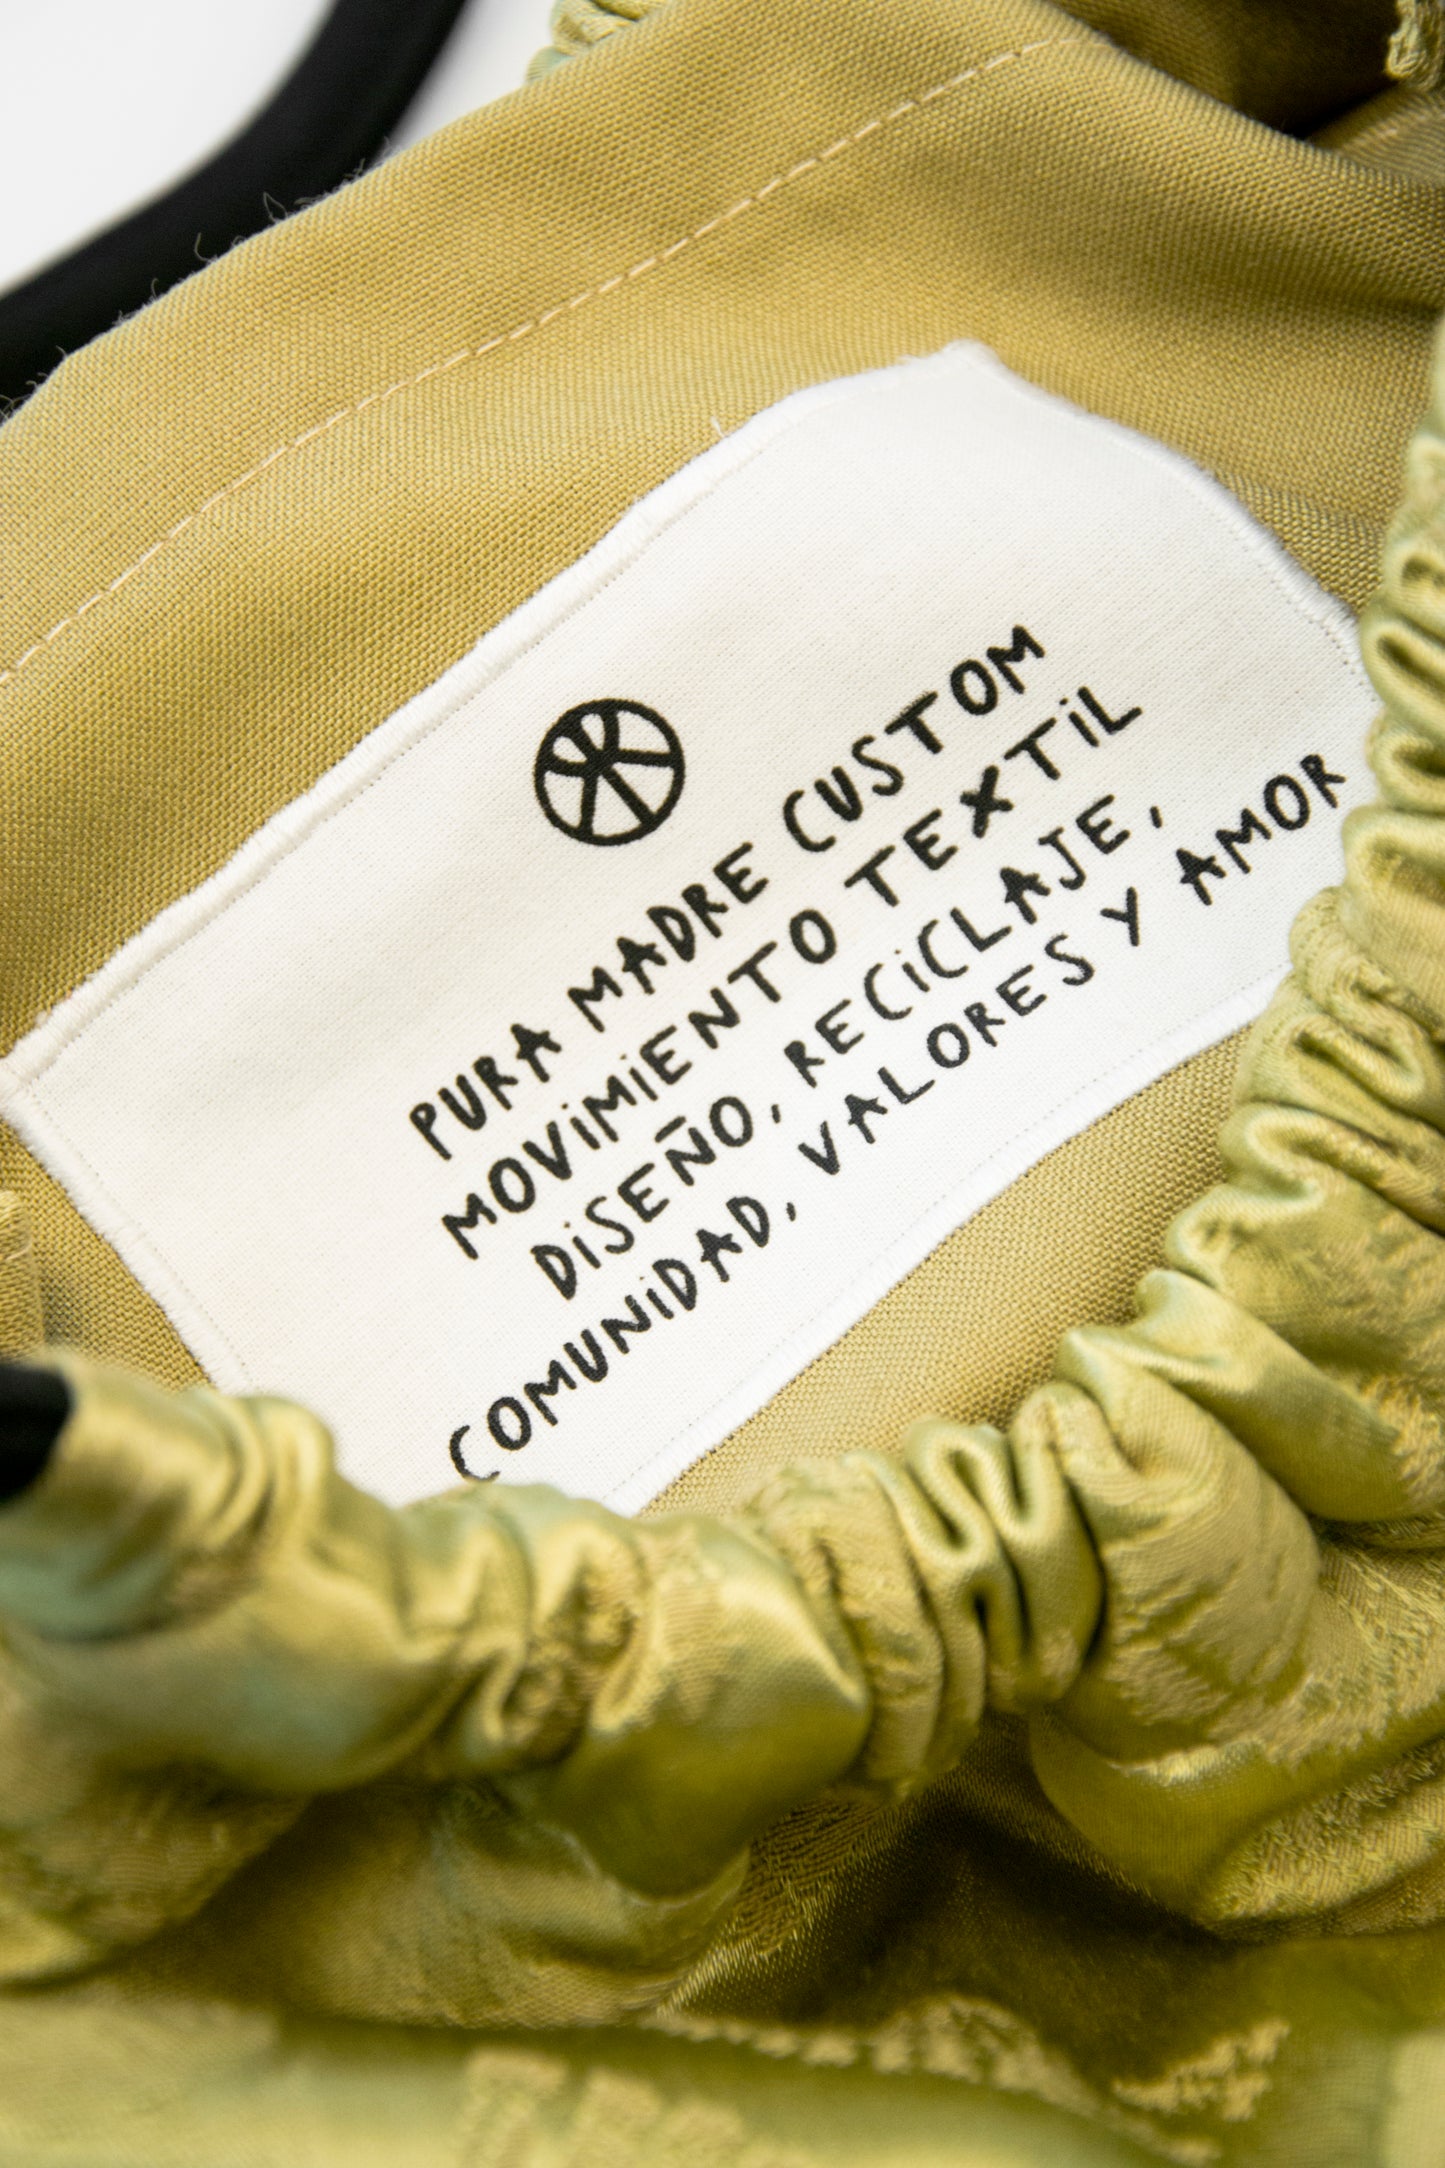 PURA MADRE CUSTOM
MOViMiENTO TEXTiL
DiSEÑO, RECiCLAJE,
COMUNiDAD, VALORES Y AMOR